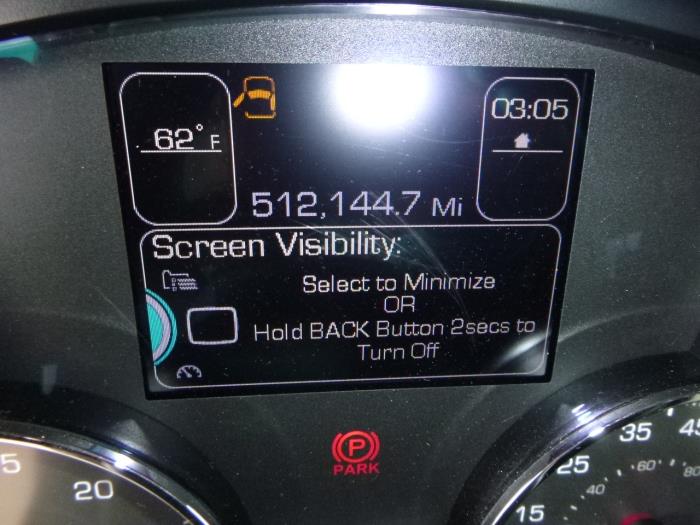 62° F
03:05
512,144.7 Mi
Screen Visibility:
Select to Minimize
OR
Hold BACK Button 2secs to
Turn Off
P
PARK
5
20
15
25
35
45
40
60
80